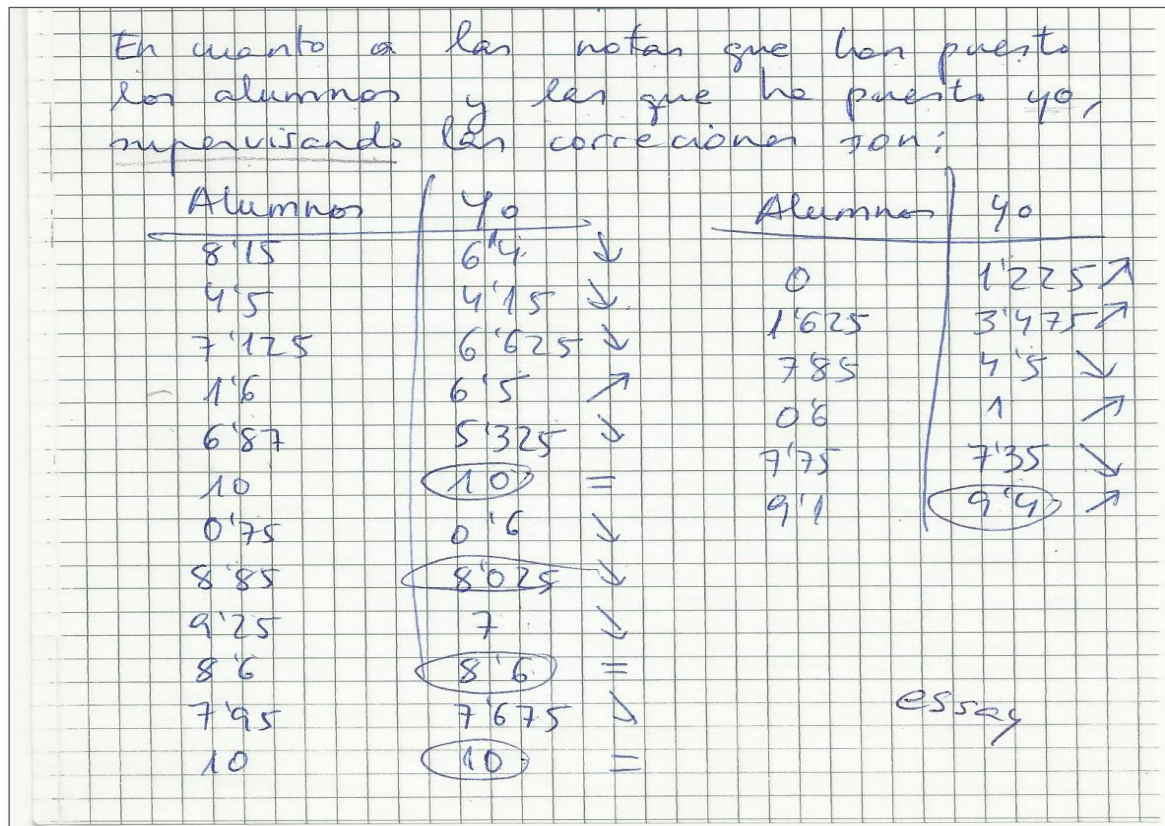 En cuanto a las notas que han puesto
los alumnos y las que he puesto yo,
supervisando las correciones son:
Alumnos Yo
8'15 6'4 ↓
4'5 4'15 ↓
7'125 6'625 ↓
1'6 6'5 ↗
6'87 5'325 ↓
10 10 =
0'75 0'6 ↓
8'85 8'025 ↓
9'25 7 ↓
8'6 8'6 =
7'95 7'675 ↓
10 10 =
Alumnos Yo
0 1'225 ↗
1'625 3'475 ↗
7'85 4'5 ↘
0'6 1 ↗
7'75 7'35 ↘
9'1 9'4 ↗
essay